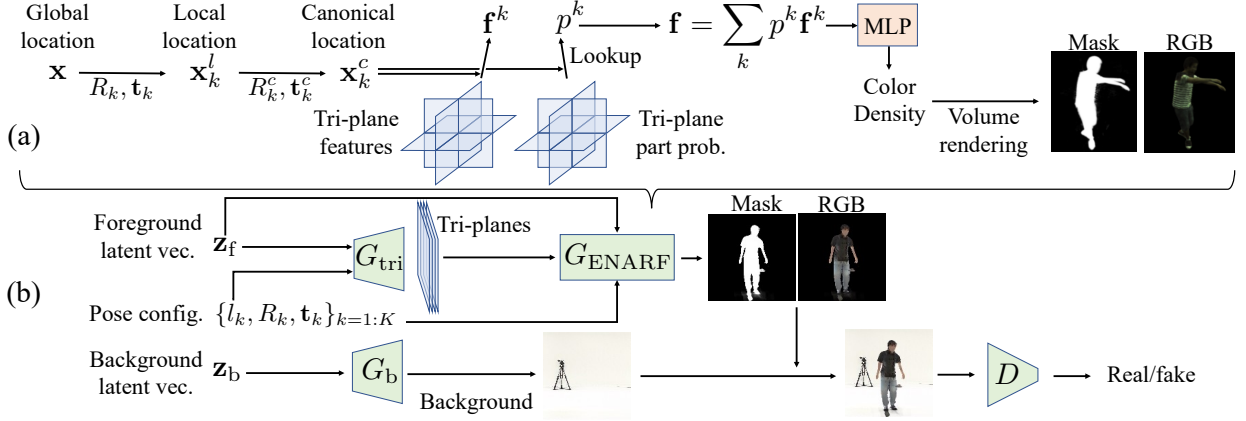 Global location
Local location
Canonical location
x
R_k, t_k
x_k^l
R_k^c, t_k^c
x_k^c
f^k
p^k
Lookup
f = ∑_k p^k f^k
MLP
Color
Density
Volume rendering
Mask
RGB
Tri-plane features
Tri-plane part prob.
(a)
Foreground latent vec.
z_f
G_tri
Tri-planes
G_ENARF
Mask
RGB
(b)
Pose config.
{l_k, R_k, t_k}_{k=1:K}
Background latent vec.
z_b
G_b
Background
D
Real/fake